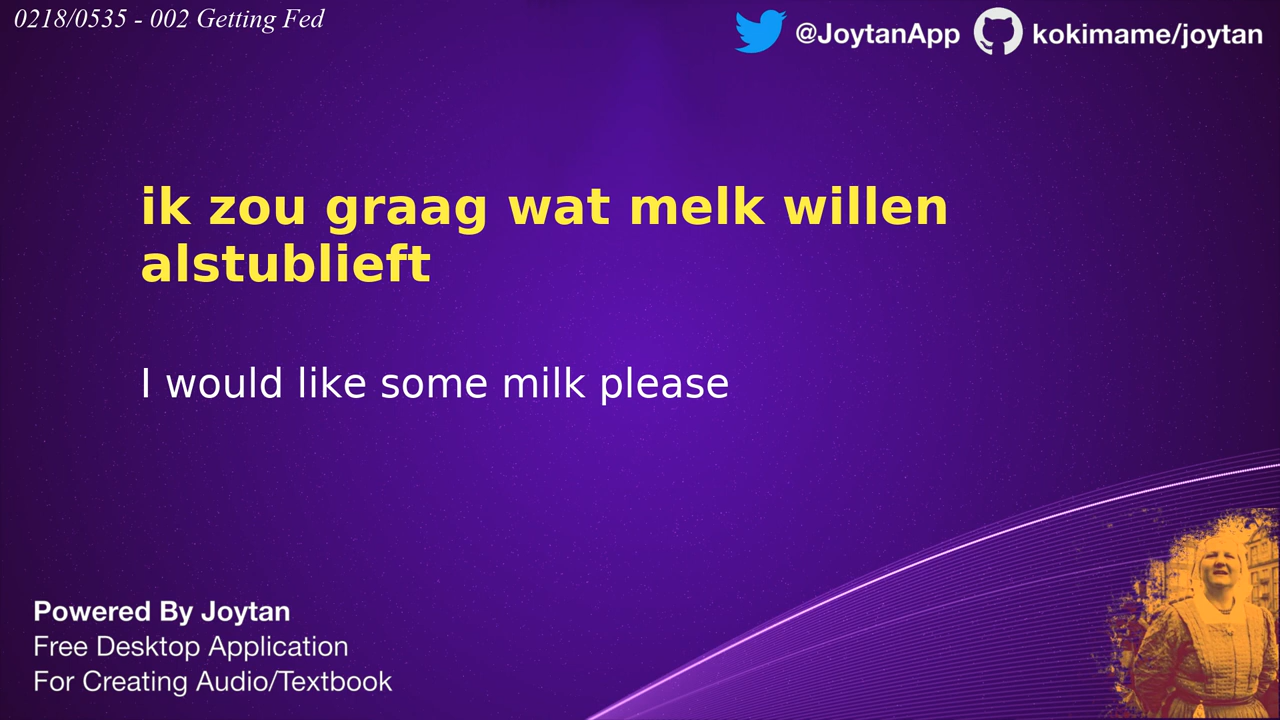 0218/0535 - 002 Getting Fed
@JoytanApp kokimame/joytan
ik zou graag wat melk willen
alstublieft
I would like some milk please
Powered By Joytan
Free Desktop Application
For Creating Audio/Textbook